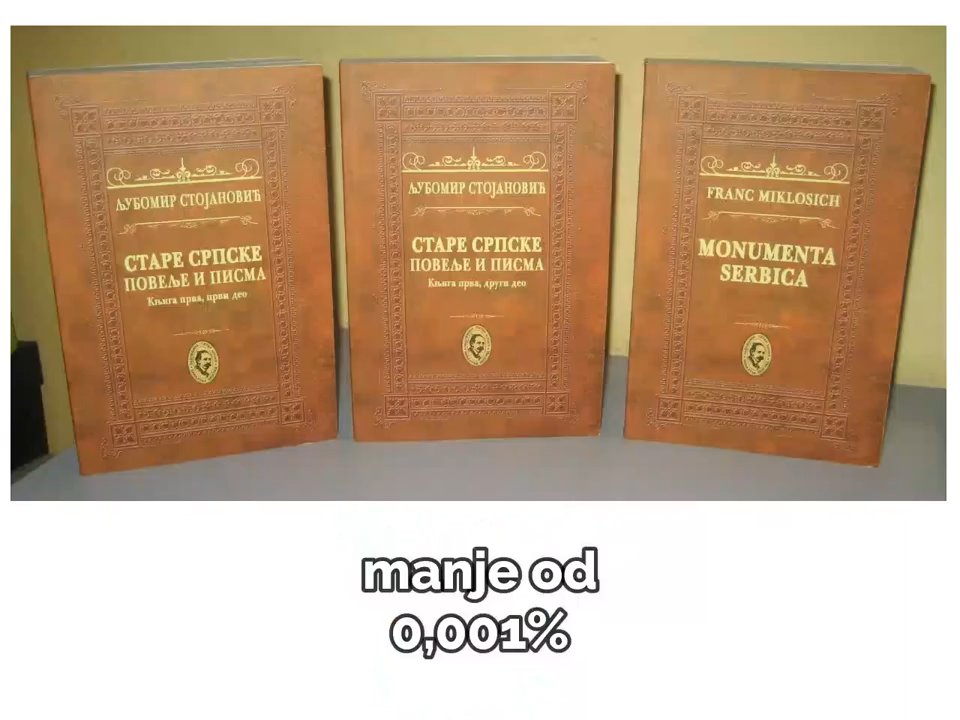 ЉУБОМИР СТОЈАНОВИЋ
СТАРЕ СРПСКЕ
ПОВЕЉЕ И ПИСМА
Књига прва, први део
ЉУБОМИР СТОЈАНОВИЋ
СТАРЕ СРПСКЕ
ПОВЕЉЕ И ПИСМА
Књига прва, други део
FRANC MIKLOSICH
MONUMENTA
SERBICA
manje od
0,001%